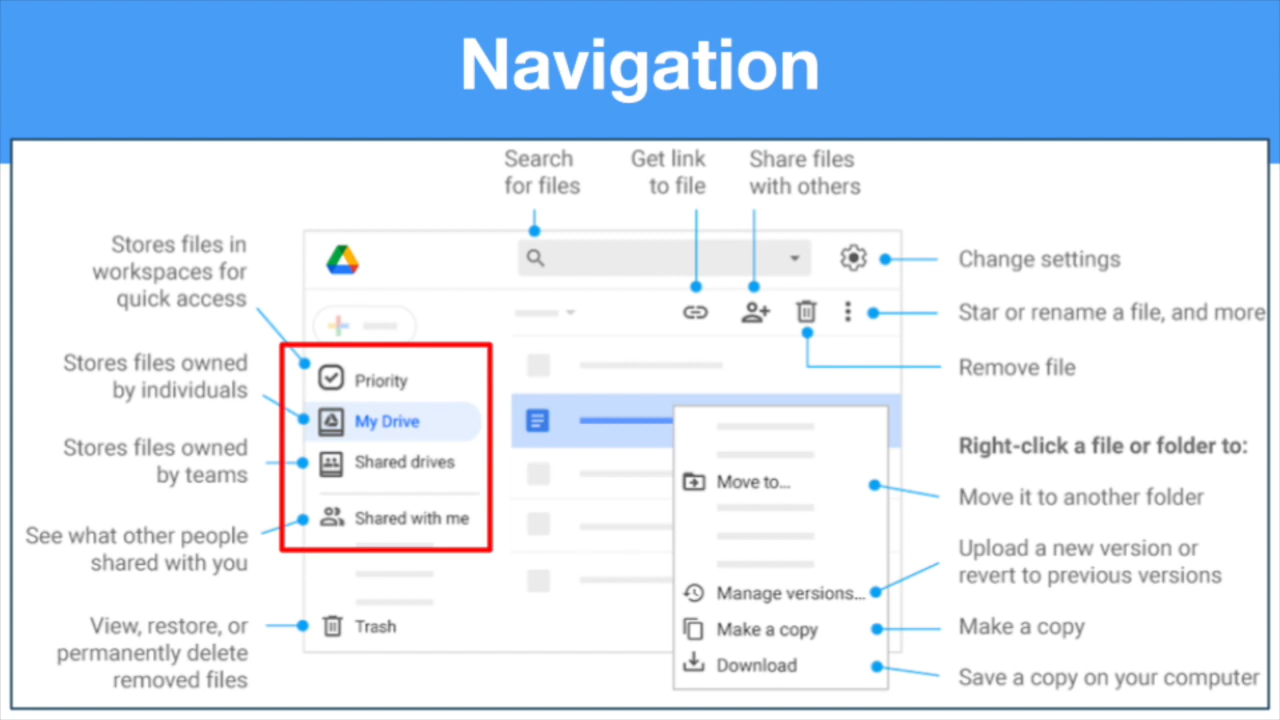 Navigation
Search
for files
Get link
to file
Share files
with others
Stores files in
workspaces for
quick access
Stores files owned
by individuals
Stores files owned
by teams
See what other people
shared with you
View, restore, or
permanently delete
removed files
Priority
My Drive
Shared drives
Shared with me
Trash
Move to...
Manage versions...
Make a copy
Download
Change settings
Star or rename a file, and more
Remove file
Right-click a file or folder to:
Move it to another folder
Upload a new version or
revert to previous versions
Make a copy
Save a copy on your computer